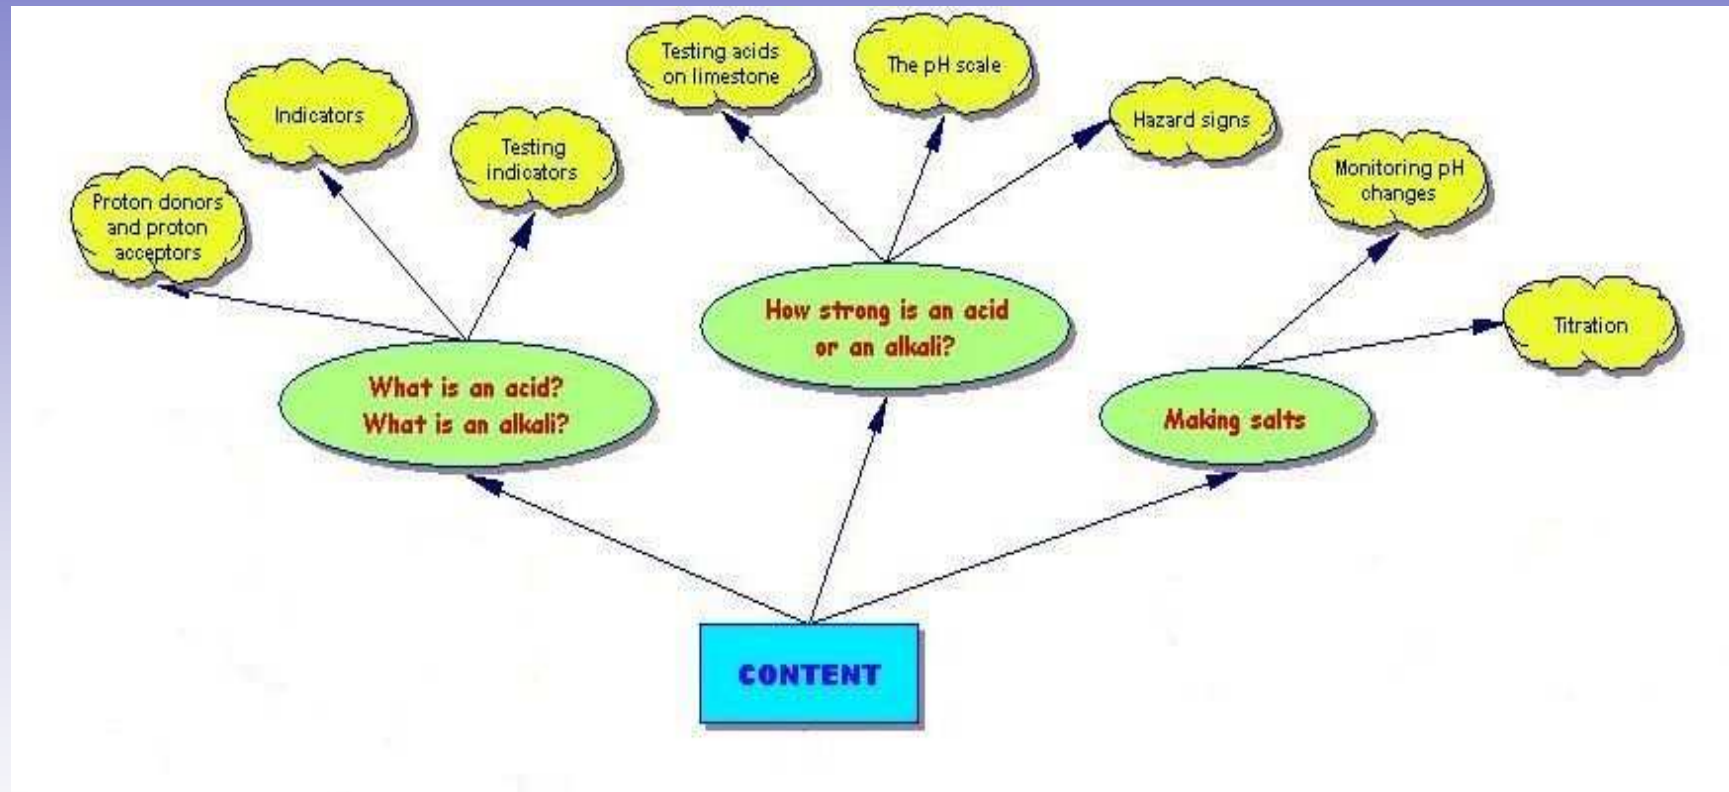 Testing acids
on limestone
The pH scale
Hazard signs
Indicators
Testing
indicators
Monitoring pH
changes
Proton donors
and proton
acceptors
How strong is an acid
or an alkali?
Titration
What is an acid?
What is an alkali?
Making salts
CONTENT